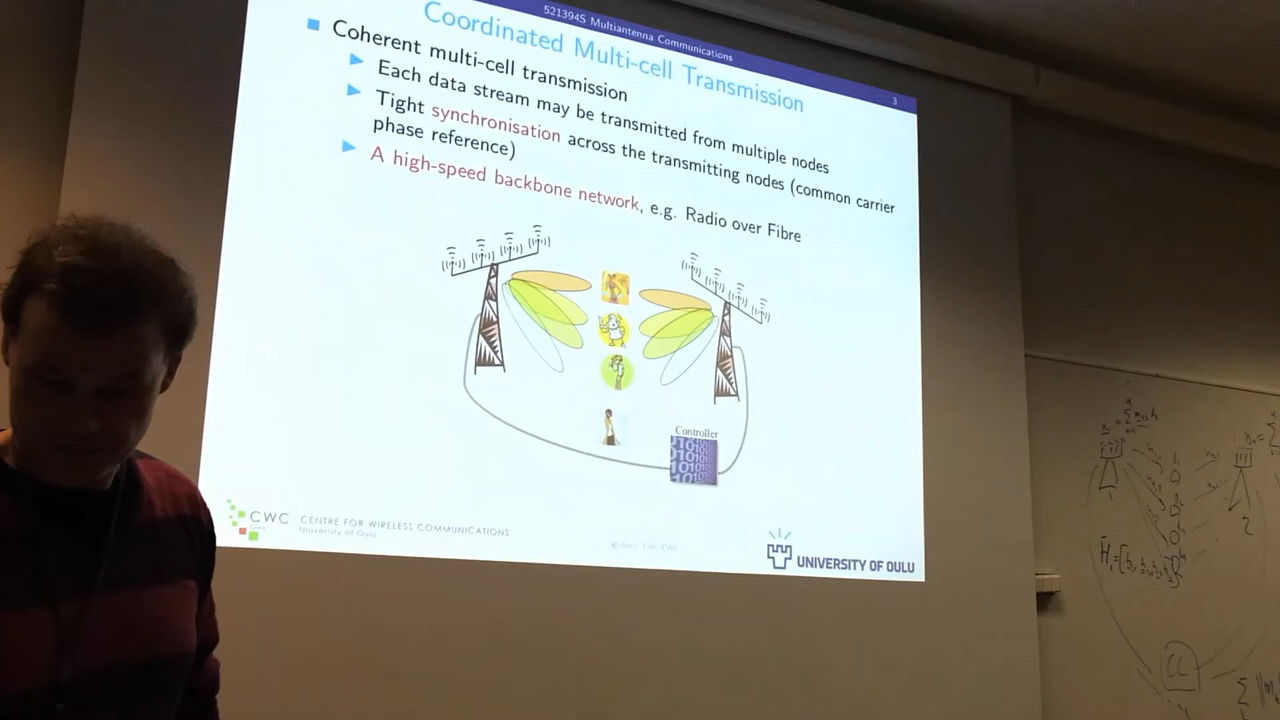 521394S Multiantenna Communications
3
Coordinated Multi-cell Transmission
Coherent multi-cell transmission
Each data stream may be transmitted from multiple nodes
Tight synchronisation across the transmitting nodes (common carrier
phase reference)
A high-speed backbone network, e.g. Radio over Fibre
Controller
CWC
CENTRE FOR WIRELESS COMMUNICATIONS
University of Oulu
UNIVERSITY OF OULU
2